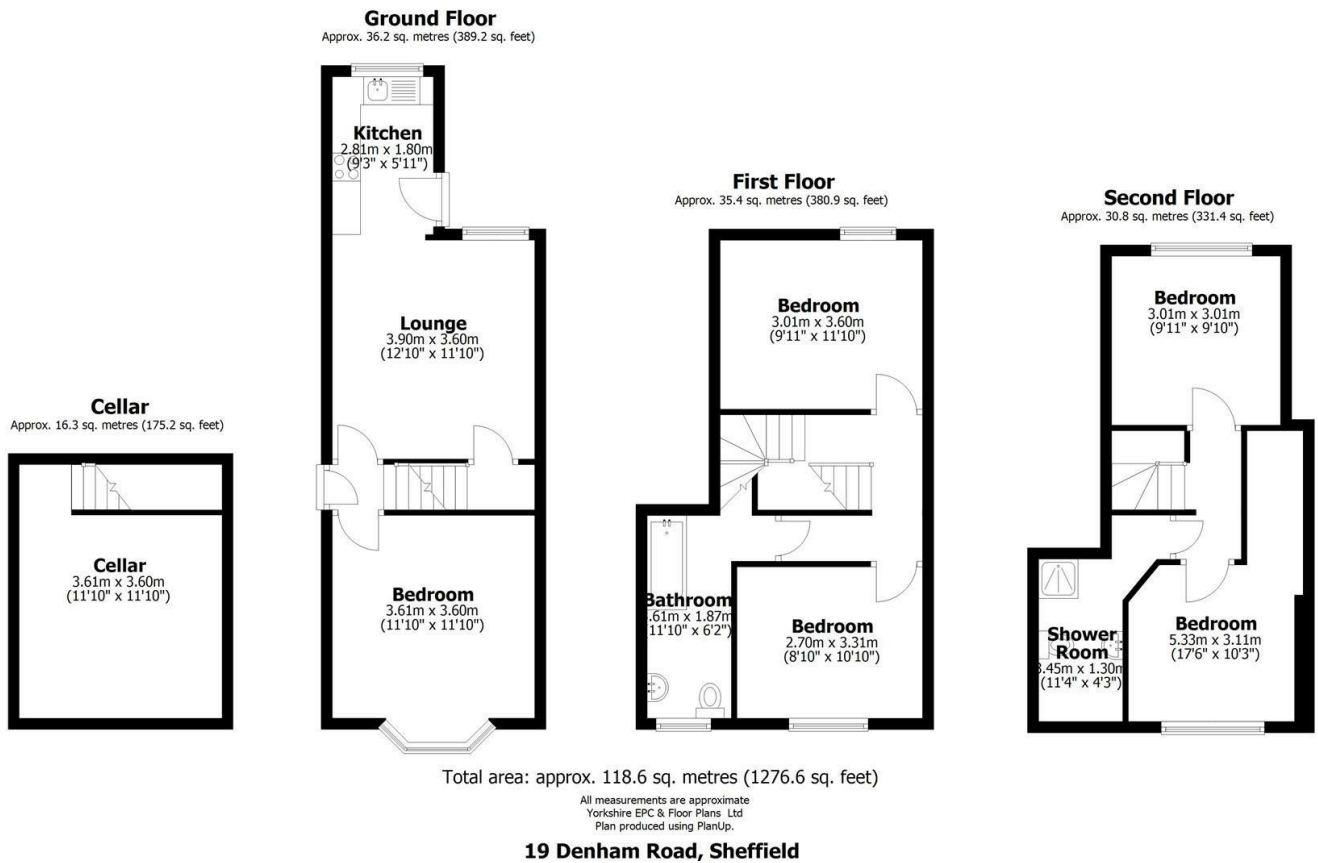 Ground Floor
Approx. 36.2 sq. metres (389.2 sq. feet)
Kitchen
2.81m x 1.80m
(9'3" x 5'11")
Lounge
3.90m x 3.60m
(12'10" x 11'10")
Bedroom
3.61m x 3.60m
(11'10" x 11'10")
Cellar
Approx. 16.3 sq. metres (175.2 sq. feet)
Cellar
3.61m x 3.60m
(11'10" x 11'10")
First Floor
Approx. 35.4 sq. metres (380.9 sq. feet)
Bedroom
3.01m x 3.60m
(9'11" x 11'10")
Bathroom
.61m x 1.87m
(11'10" x 6'2")
Bedroom
2.70m x 3.31m
(8'10" x 10'10")
Second Floor
Approx. 30.8 sq. metres (331.4 sq. feet)
Bedroom
3.01m x 3.01m
(9'11" x 9'10")
Shower
Room
3.45m x 1.30m
(11'4" x 4'3")
Bedroom
5.33m x 3.11m
(17'6" x 10'3")
Total area: approx. 118.6 sq. metres (1276.6 sq. feet)
All measurements are approximate
Yorkshire EPC & Floor Plans Ltd
Plan produced using PlanUp.
19 Denham Road, Sheffield